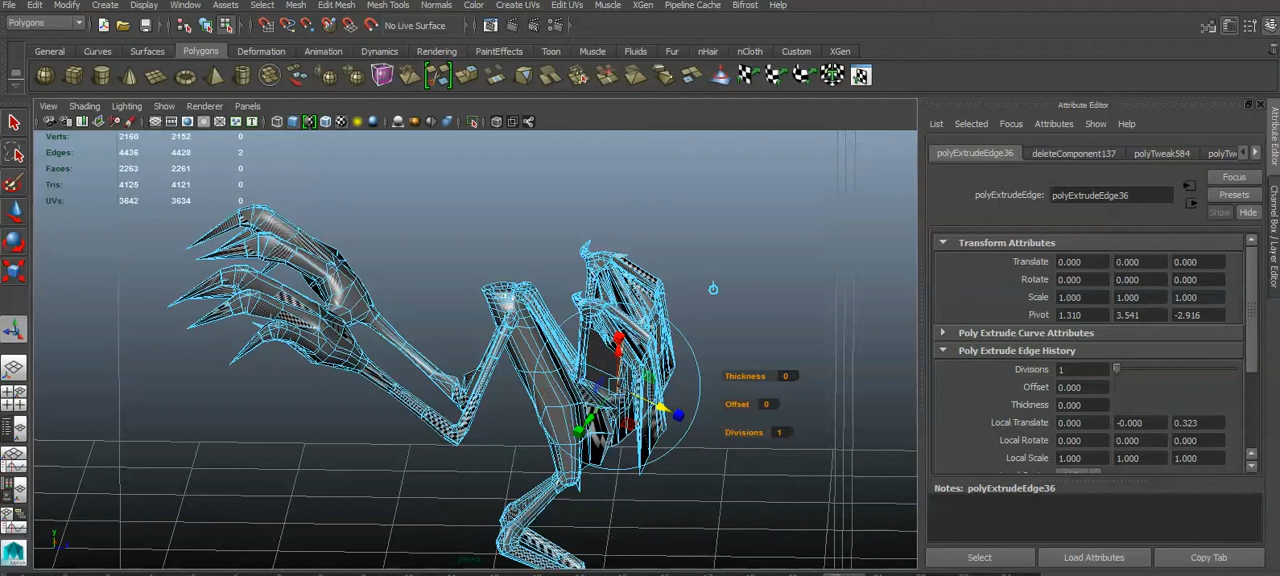 File Edit Modify Create Display Window Assets Select Mesh Edit Mesh Mesh Tools Normals Color Create UVs Edit UVs Muscle XGen Pipeline Cache Bifrost Help
Polygons No Live Surface
General Curves Surfaces Polygons Deformation Animation Dynamics Rendering PaintEffects Toon Muscle Fluids Fur nHair nCloth Custom XGen
View Shading Lighting Show Renderer Panels
Verts: 2160 2152 0
Edges: 4436 4428 2
Faces: 2263 2261 0
Tris: 4125 4121 0
UVs: 3642 3634 0
Thickness 0
Offset 0
Divisions 1
Attribute Editor
List Selected Focus Attributes Show Help
polyExtrudeEdge36 deleteComponent137 polyTweak584 polyTw
Focus
polyExtrudeEdge: polyExtrudeEdge36 Presets
Show Hide
Transform Attributes
Translate 0.000 0.000 0.000
Rotate 0.000 0.000 0.000
Scale 1.000 1.000 1.000
Pivot 1.310 3.541 -2.916
Poly Extrude Curve Attributes
Poly Extrude Edge History
Divisions 1
Offset 0.000
Thickness 0.000
Local Translate 0.000 -0.000 0.323
Local Rotate 0.000 0.000 0.000
Local Scale 1.000 1.000 1.000
Notes: polyExtrudeEdge36
Select Load Attributes Copy Tab
Attribute Editor
Channel Box / Layer Editor
y